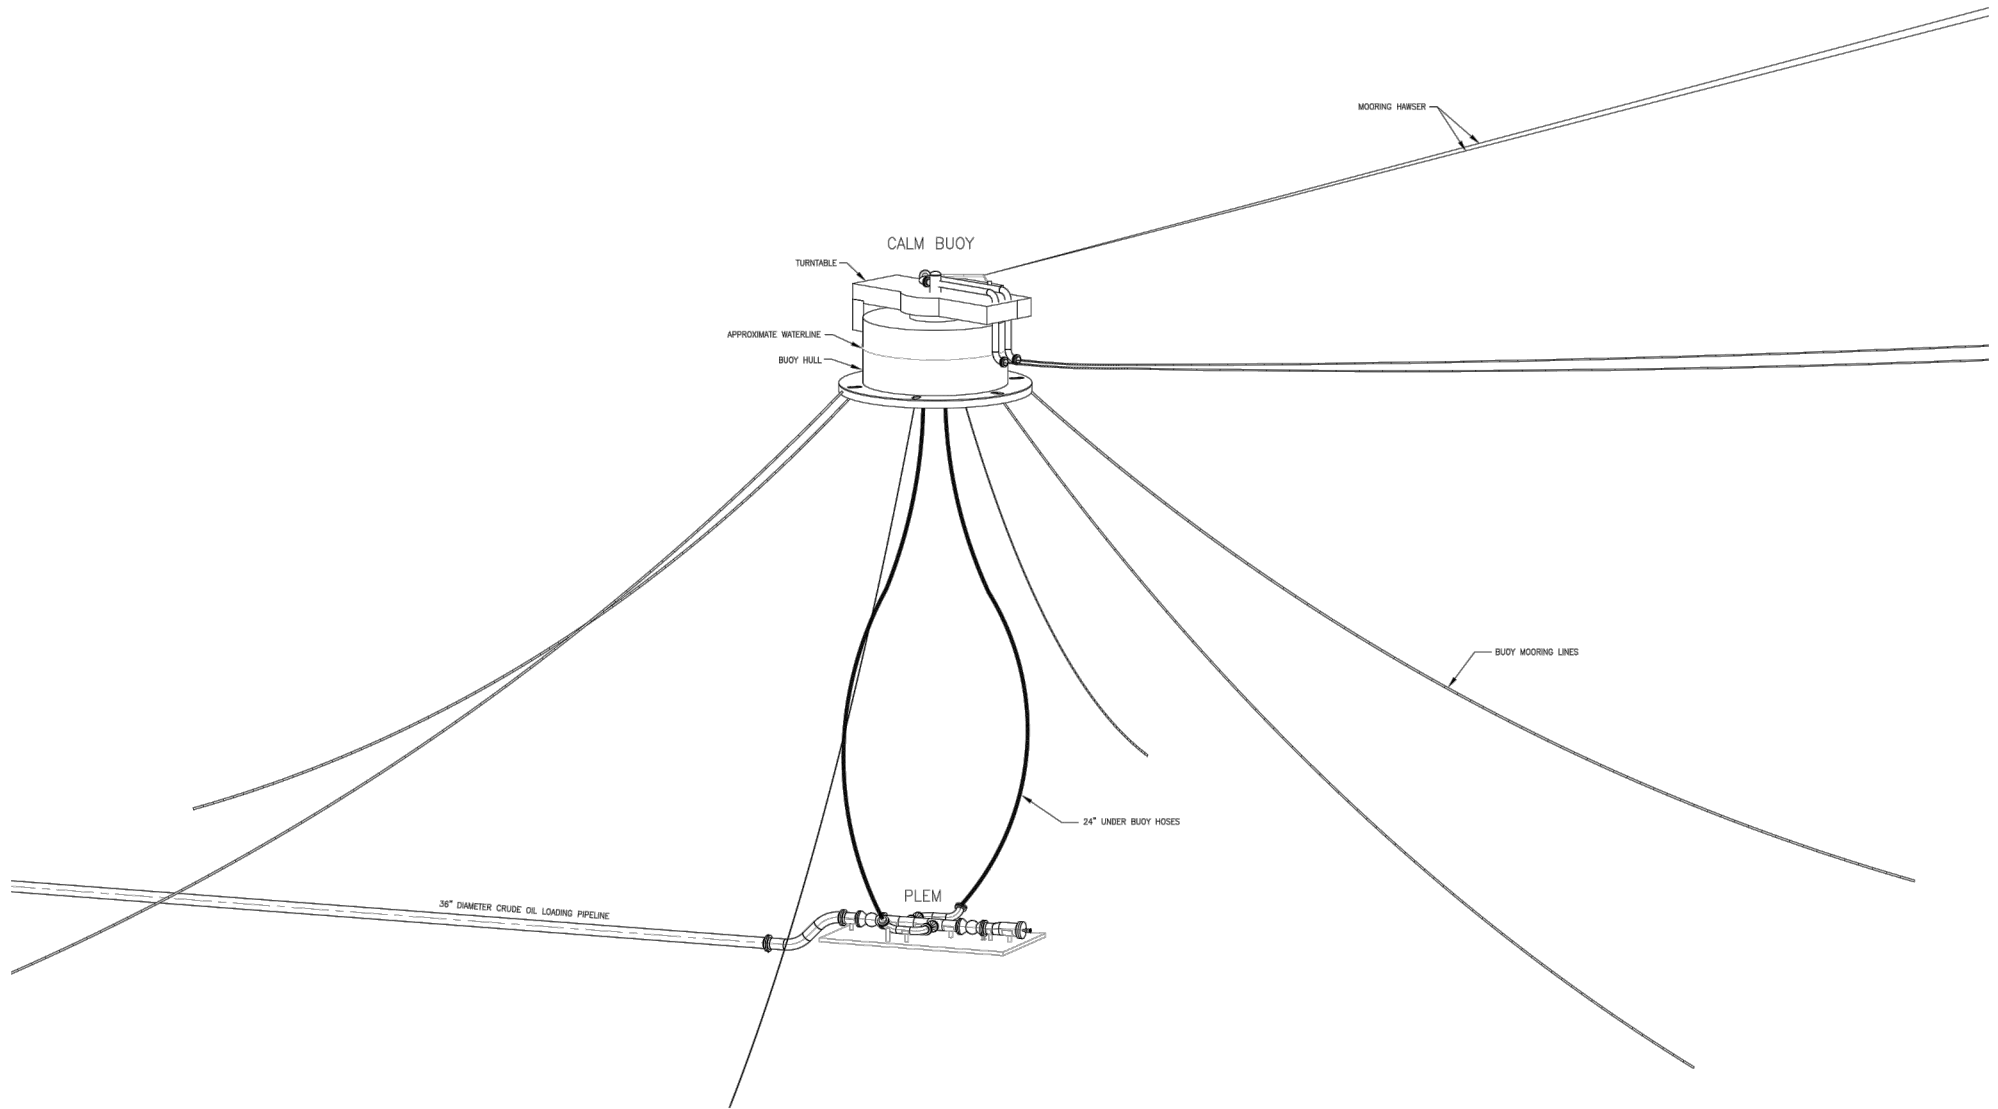 MOORING HAWSER
CALM BUOY
TURNTABLE
APPROXIMATE WATERLINE
BUOY HULL
BUOY MOORING LINES
24" UNDER BUOY HOSES
PLEM
36" DIAMETER CRUDE OIL LOADING PIPELINE